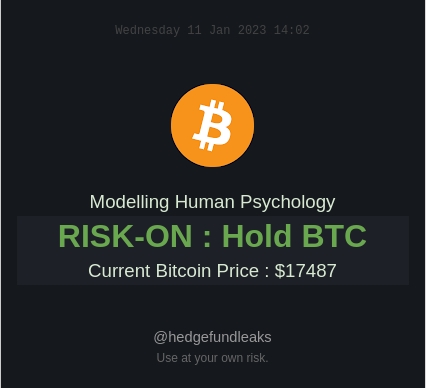 Wednesday 11 Jan 2023 14:02
Modelling Human Psychology
RISK-ON : Hold BTC
Current Bitcoin Price : $17487
@hedgefundleaks
Use at your own risk.